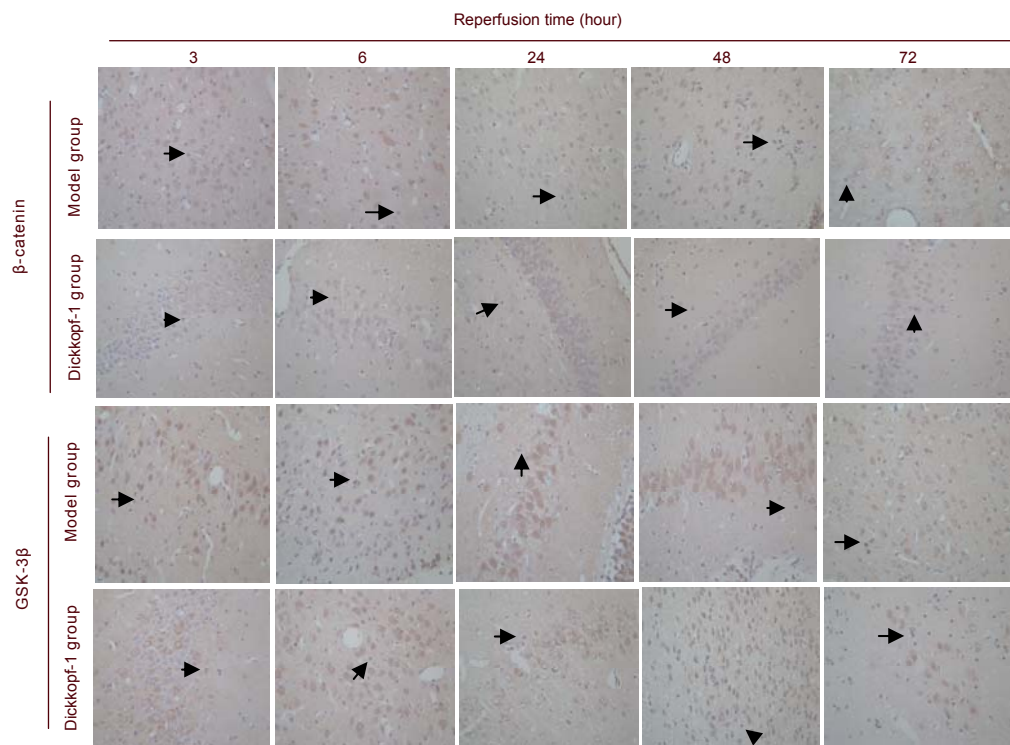 Reperfusion time (hour)
3 6 24 48 72
β-catenin
Model group
Dickkopf-1 group
GSK-3β
Model group
Dickkopf-1 group